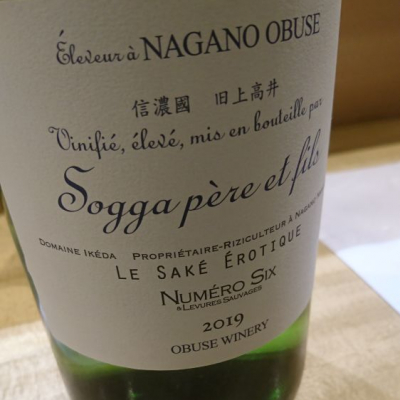 Éleveur à NAGANO OBUSE
信濃國 旧上高井
Vinifié, élevé, mis en bouteille par
Sogga père et fils
DOMAINE IKÉDA PROPRIÉTAIRE-RIZICULTEUR À NAGANO
LE SAKÉ ÉROTIQUE
NUMÉRO SIX
& LEVURES SAUVAGES
2019
OBUSE WINERY